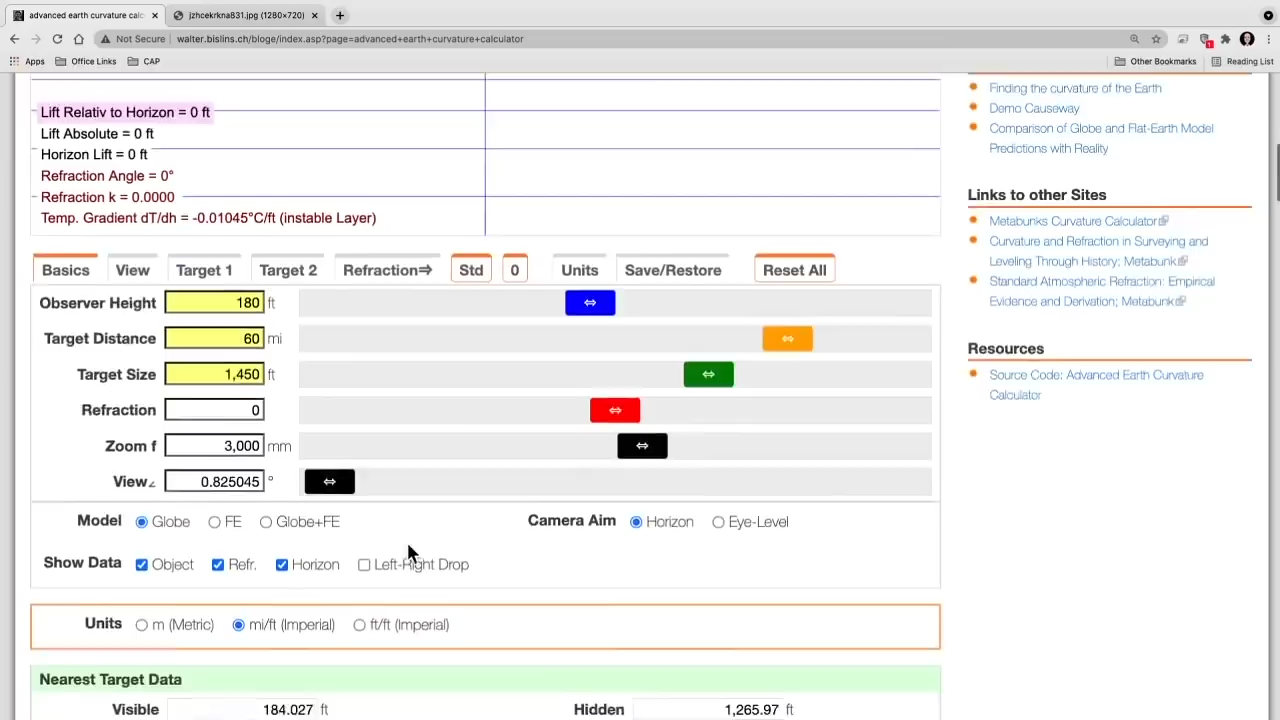 advanced earth curvature calc
jzhcekrkna831.jpg (1280×720)
Not Secure
walter.bislins.ch/bloge/index.asp?page=advanced+earth+curvature+calculator
1
Apps
Office Links
CAP
Other Bookmarks
Reading List
Lift Relativ to Horizon = 0 ft
Lift Absolute = 0 ft
Horizon Lift = 0 ft
Refraction Angle = 0°
Refraction k = 0.0000
Temp. Gradient dT/dh = -0.01045°C/ft (instable Layer)
Basics View Target 1 Target 2 Refraction⇒ Std 0 Units Save/Restore Reset All
Observer Height 180 ft
Target Distance 60 mi
Target Size 1,450 ft
Refraction 0
Zoom f 3,000 mm
View∠ 0.825045 °
Model Globe FE Globe+FE Camera Aim Horizon Eye-Level
Show Data Object Refr. Horizon Left-Right Drop
Units m (Metric) mi/ft (Imperial) ft/ft (Imperial)
Nearest Target Data
Visible 184.027 ft Hidden 1,265.97 ft
Finding the curvature of the Earth
Demo Causeway
Comparison of Globe and Flat-Earth Model
Predictions with Reality
Links to other Sites
Metabunks Curvature Calculator
Curvature and Refraction in Surveying and
Leveling Through History; Metabunk
Standard Atmospheric Refraction: Empirical
Evidence and Derivation; Metabunk
Resources
Source Code: Advanced Earth Curvature
Calculator